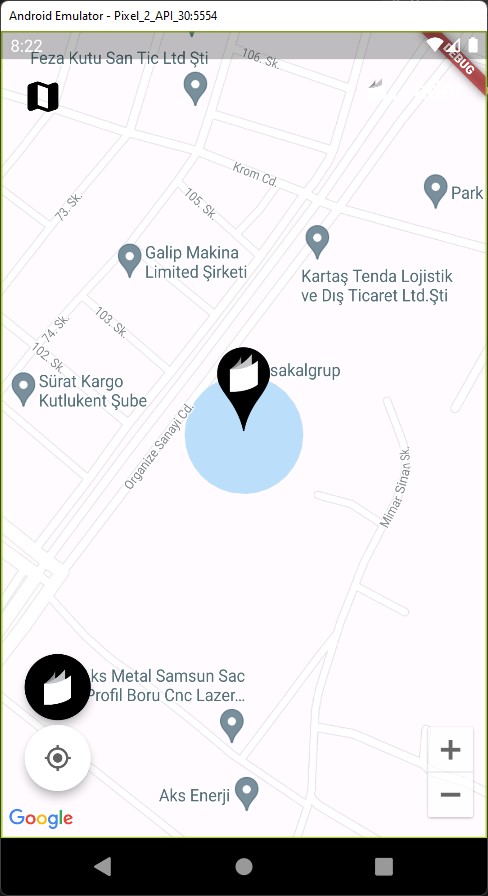 Android Emulator - Pixel_2_API_30:5554
8:22
DEBUG
Feza Kutu San Tic Ltd Şti
106. Sk.
Krom Cd.
Park
73. Sk.
105. Sk.
Galip Makina
Limited Şirketi
Kartaş Tenda Lojistik
ve Dış Ticaret Ltd.Şti
74. Sk.
103. Sk.
102. Sk.
Sürat Kargo
Kutlukent Şube
sakalgrup
Organize Sanayi Cd.
Mimar Sinan Sk.
ks Metal Samsun Sac
Profil Boru Cnc Lazer...
Aks Enerji
+
−
Google